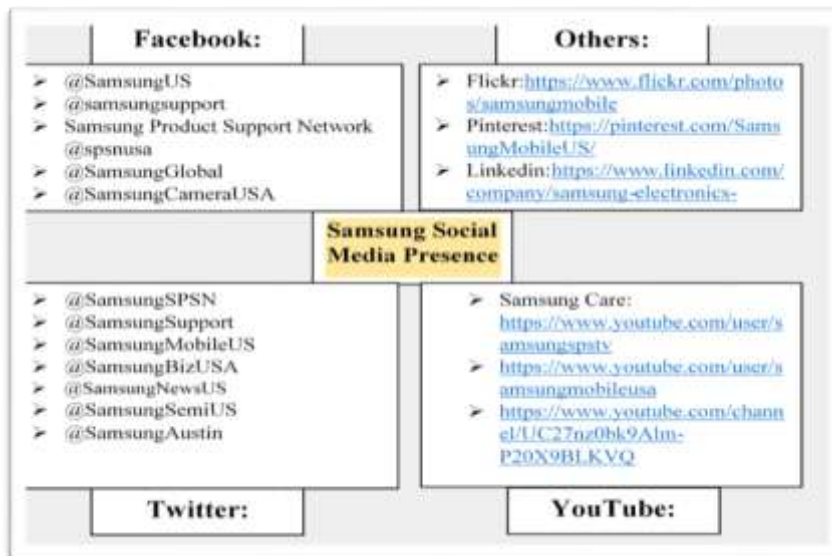 Facebook:
@SamsungUS
@samsungsupport
Samsung Product Support Network
@spsnusa
@SamsungGlobal
@SamsungCameraUSA
Others:
Flickr:https://www.flickr.com/photo
s/samsungmobile
Pinterest:https://pinterest.com/Sams
ungMobileUS/
Linkedin:https://www.linkedin.com/
company/samsung-electronics-
Samsung Social
Media Presence
@SamsungSPSN
@SamsungSupport
@SamsungMobileUS
@SamsungBizUSA
@SamsungNewsUS
@SamsungSemiUS
@SamsungAustin
Twitter:
Samsung Care:
https://www.youtube.com/user/s
amsungspstv
https://www.youtube.com/user/s
amsungmobileusa
https://www.youtube.com/chann
P20X9BLKVQ
YouTube: